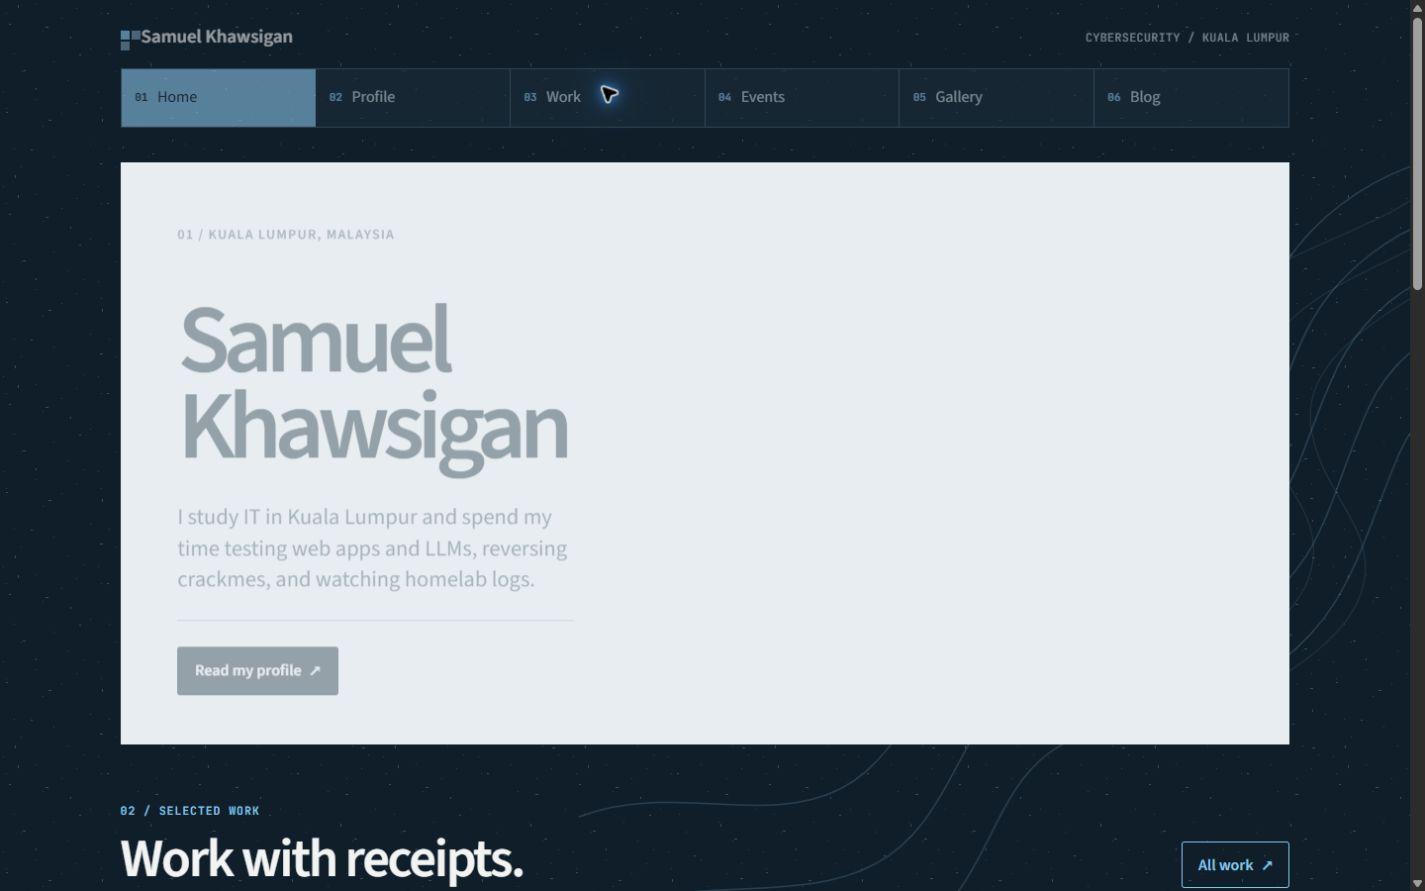 Samuel Khawsigan
CYBERSECURITY / KUALA LUMPUR
01 Home
02 Profile
03 Work
04 Events
05 Gallery
06 Blog
01 / KUALA LUMPUR, MALAYSIA
Samuel
Khawsigan
I study IT in Kuala Lumpur and spend my
time testing web apps and LLMs, reversing
crackmes, and watching homelab logs.
Read my profile ↗
02 / SELECTED WORK
Work with receipts.
All work ↗